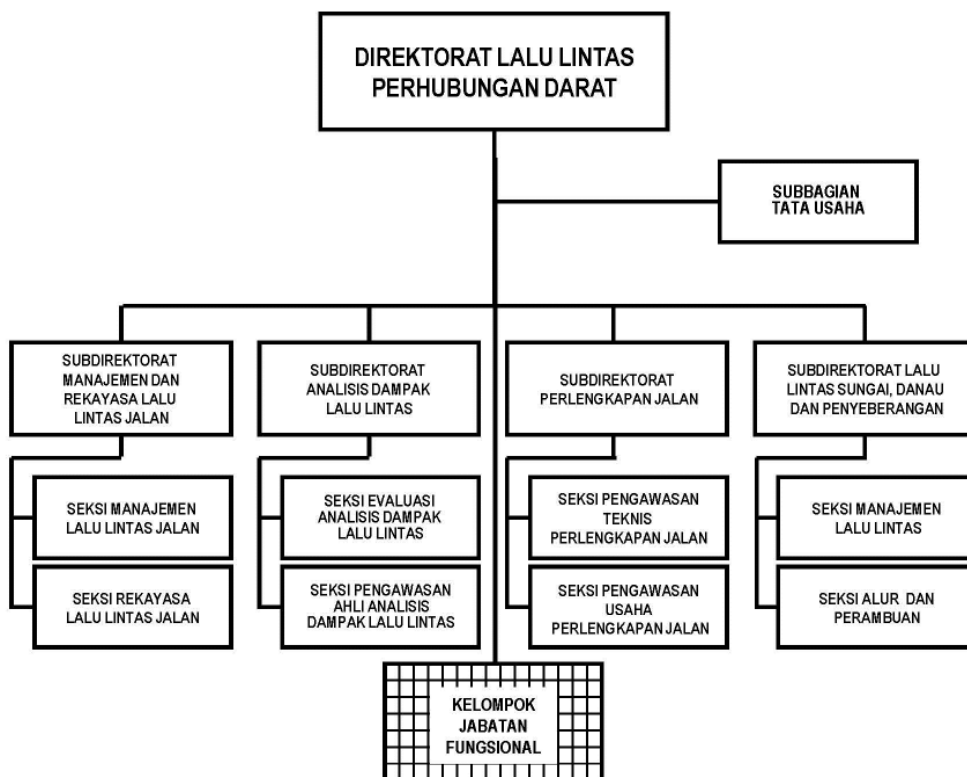 DIREKTORAT LALU LINTAS
PERHUBUNGAN DARAT
SUBBAGIAN
TATA USAHA
SUBDIREKTORAT
MANAJEMEN DAN
REKAYASA LALU
LINTAS JALAN
SUBDIREKTORAT
ANALISIS DAMPAK
LALU LINTAS
SUBDIREKTORAT
PERLENGKAPAN JALAN
SUBDIREKTORAT LALU
LINTAS SUNGAI, DANAU
DAN PENYEBERANGAN
SEKSI MANAJEMEN
LALU LINTAS JALAN
SEKSI EVALUASI
ANALISIS DAMPAK
LALU LINTAS
SEKSI PENGAWASAN
TEKNIS
PERLENGKAPAN JALAN
SEKSI MANAJEMEN
LALU LINTAS
SEKSI REKAYASA
LALU LINTAS JALAN
SEKSI PENGAWASAN
AHLI ANALISIS
DAMPAK LALU LINTAS
SEKSI PENGAWASAN
USAHA
PERLENGKAPAN JALAN
SEKSI ALUR DAN
PERAMBUAN
KELOMPOK
JABATAN
FUNGSIONAL